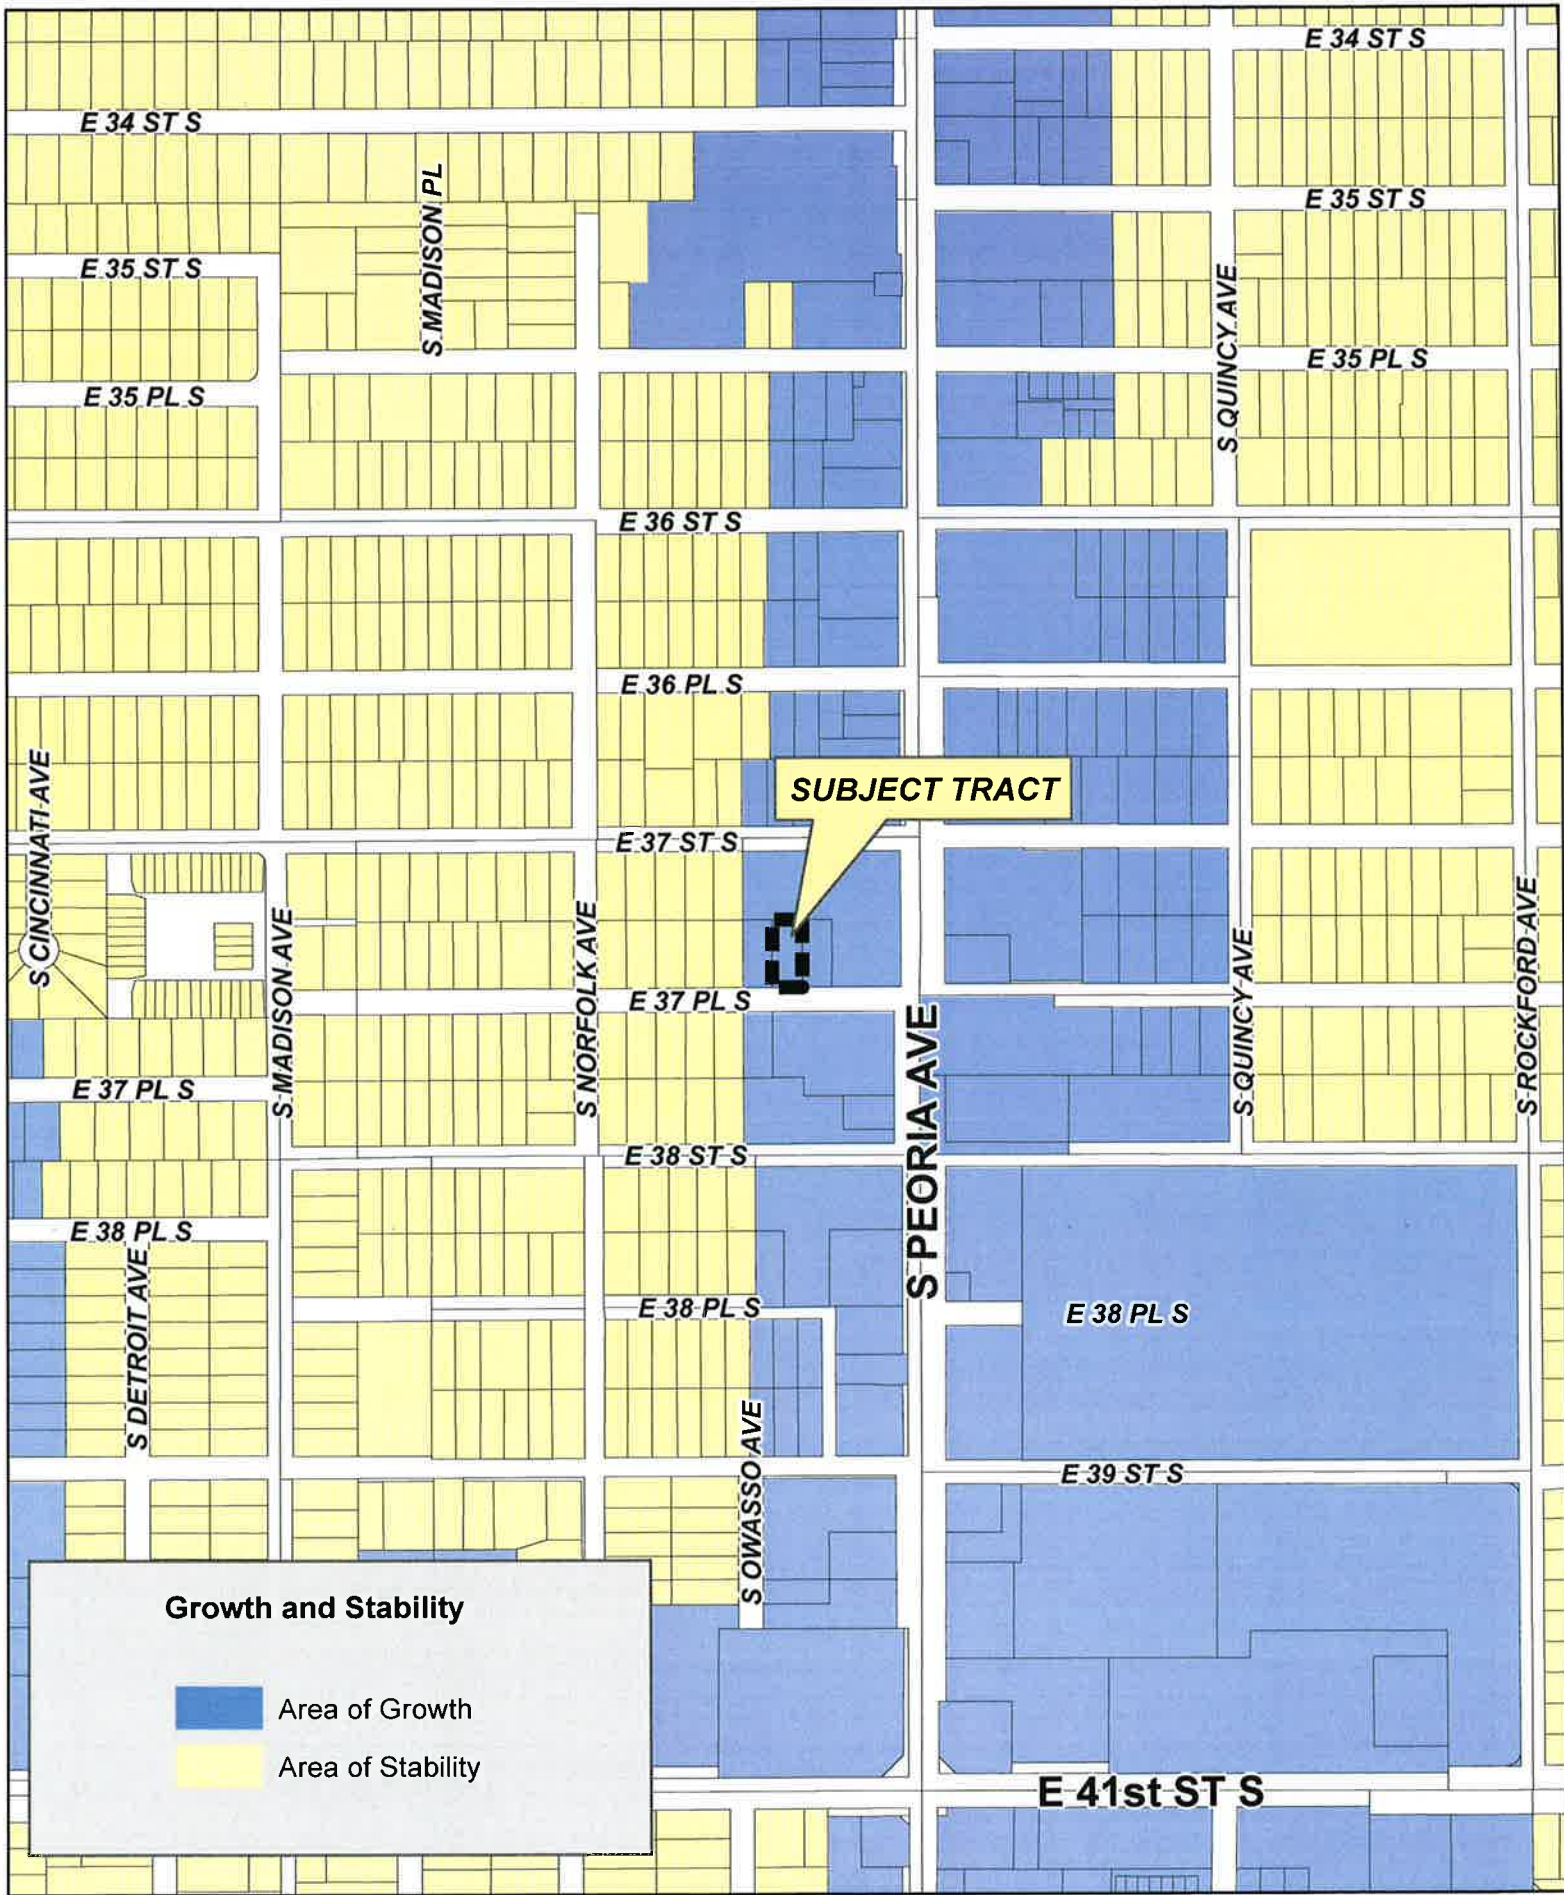 E 34 ST S
E 34 ST S
S MADISON PL
E 35 ST S
E 35 ST S
S QUINCY AVE
E 35 PL S
E 35 PL S
E 36 ST S
E 36 PL S
S CINCINNATI AVE
SUBJECT TRACT
E 37 ST S
S MADISON AVE
S NORFOLK AVE
S QUINCY AVE
S ROCKFORD AVE
E 37 PL S
S PEORIA AVE
E 37 PL S
E 38 ST S
E 38 PL S
S DETROIT AVE
E 38 PL S
E 38 PL S
S OWASSO AVE
E 39 ST S
Growth and Stability
Area of Growth
Area of Stability
E 41st ST S